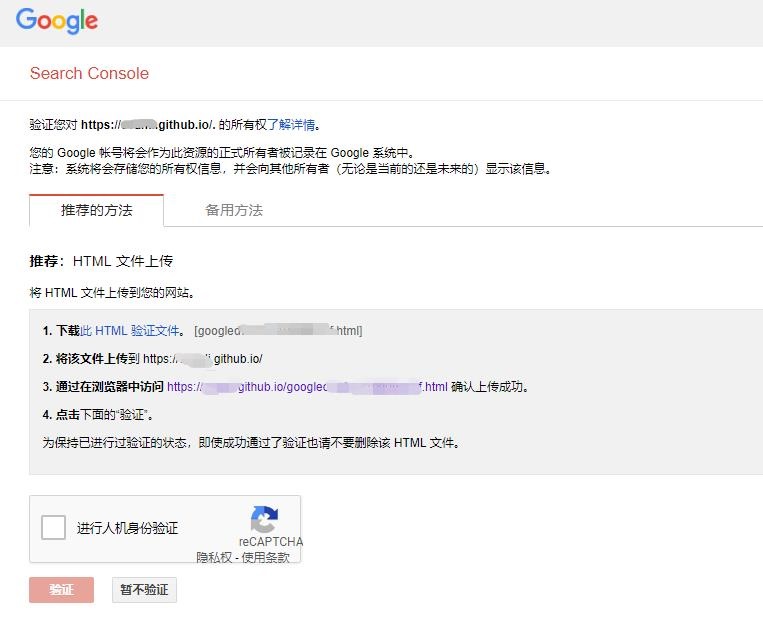 Google
Search Console
验证您对 https://.github.io/. 的所有权了解详情。
您的 Google 帐号将会作为此资源的正式所有者被记录在 Google 系统中。
注意：系统将会存储您的所有权信息，并会向其他所有者（无论是当前的还是未来的）显示该信息。
推荐的方法 备用方法
推荐：HTML 文件上传
将 HTML 文件上传到您的网站。
1. 下载此 HTML 验证文件。 [googlef.html]
2. 将该文件上传到 https://.github.io/
3. 通过在浏览器中访问 https://github.io/googlef.html 确认上传成功。
4. 点击下面的“验证”。
为保持已进行过验证的状态，即使成功通过了验证也请不要删除该 HTML 文件。
进行人机身份验证
reCAPTCHA
隐私权 - 使用条款
验证 暂不验证